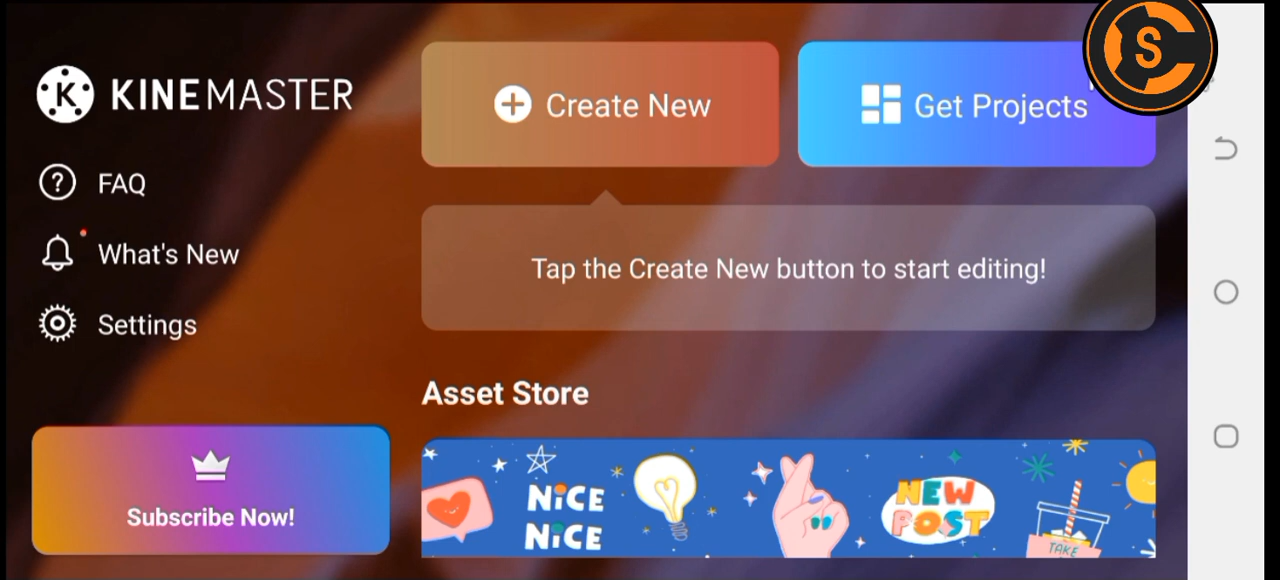 KINEMASTER
FAQ
What's New
Settings
Subscribe Now!
Create New
Get Projects
Tap the Create New button to start editing!
Asset Store
NiCE
NiCE
NEW
POST
TAKE
S
K